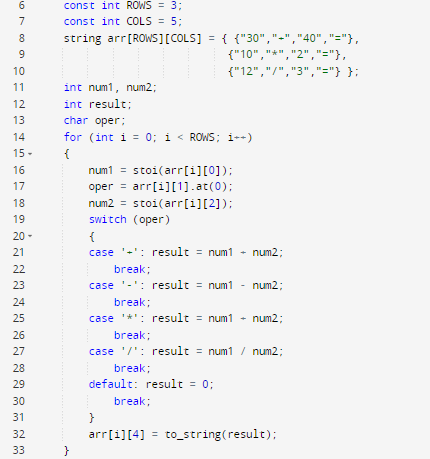 6 const int ROWS = 3;
7 const int COLS = 5;
8 string arr[ROWS][COLS] = { {"30","+","40","="},
9 {"10","*","2","="},
10 {"12","/","3","="} };
11 int num1, num2;
12 int result;
13 char oper;
14 for (int i = 0; i < ROWS; i++)
15 {
16 num1 = stoi(arr[i][0]);
17 oper = arr[i][1].at(0);
18 num2 = stoi(arr[i][2]);
19 switch (oper)
20 {
21 case '+': result = num1 + num2;
22 break;
23 case '-': result = num1 - num2;
24 break;
25 case '*': result = num1 + num2;
26 break;
27 case '/': result = num1 / num2;
28 break;
29 default: result = 0;
30 break;
31 }
32 arr[i][4] = to_string(result);
33 }